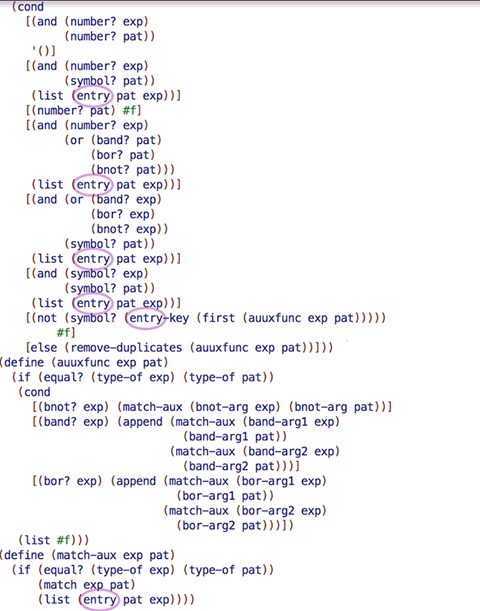 (cond
[(and (number? exp)
(number? pat))
'()]
[(and (number? exp)
(symbol? pat))
(list (entry pat exp))]
[(number? pat) #f]
[(and (number? exp)
(or (band? pat)
(bor? pat)
(bnot? pat)))
(list (entry pat exp))]
[(and (or (band? exp)
(bor? exp)
(bnot? exp))
(symbol? pat))
(list (entry pat exp))]
[(and (symbol? exp)
(symbol? pat))
(list (entry pat exp))]
[(not (symbol? (entry-key (first (auuxfunc exp pat)))))
#f]
[else (remove-duplicates (auuxfunc exp pat))]))
(define (auuxfunc exp pat)
(if (equal? (type-of exp) (type-of pat))
(cond
[(bnot? exp) (match-aux (bnot-arg exp) (bnot-arg pat))]
[(band? exp) (append (match-aux (band-arg1 exp)
(band-arg1 pat))
(match-aux (band-arg2 exp)
(band-arg2 pat)))]
[(bor? exp) (append (match-aux (bor-arg1 exp)
(bor-arg1 pat))
(match-aux (bor-arg2 exp)
(bor-arg2 pat)))])
(list #f)))
(define (match-aux exp pat)
(if (equal? (type-of exp) (type-of pat))
(match exp pat)
(list (entry pat exp))))